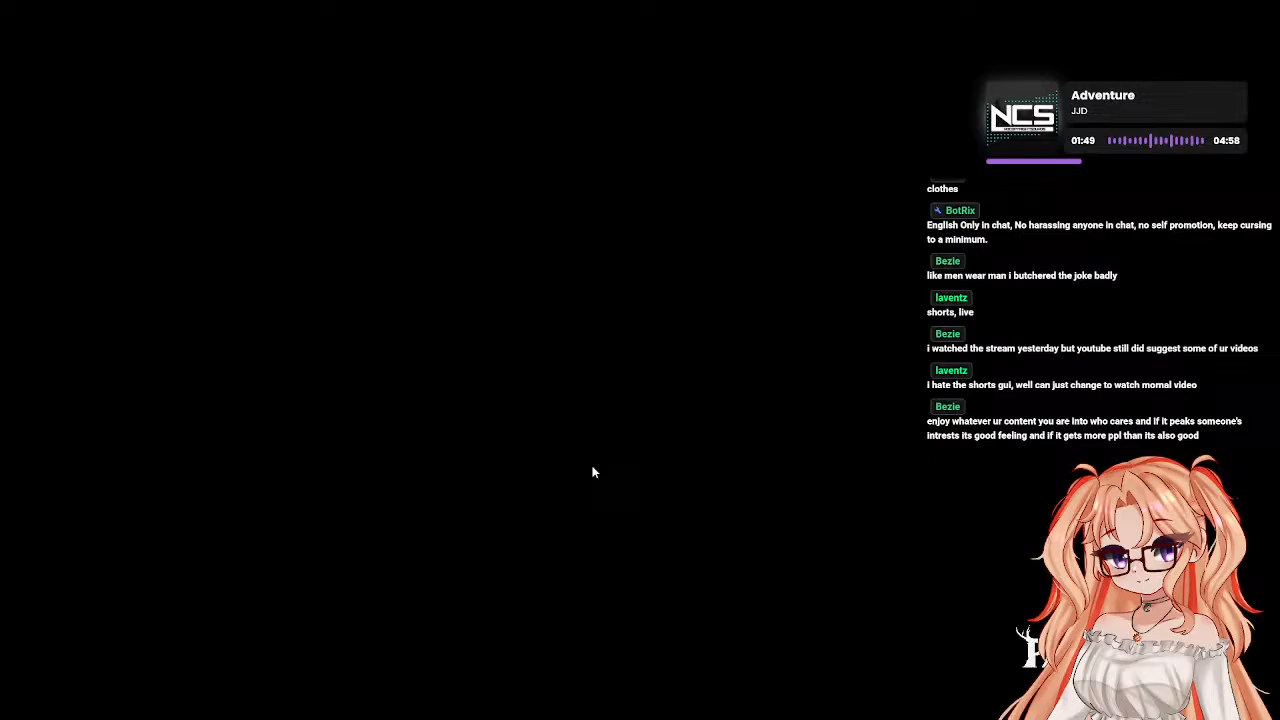 Adventure
JJD
NCS
01:49
04:58
clothes
BotRix
English Only in chat, No harassing anyone in chat, no self promotion, keep cursing
to a minimum.
Bezie
like men wear man i butchered the joke badly
laventz
shorts, live
Bezie
i watched the stream yesterday but youtube still did suggest some of ur videos
laventz
i hate the shorts gui, well can just change to watch mornal video
Bezie
enjoy whatever ur content you are into who cares and if it peaks someone's
intrests its good feeling and if it gets more ppl than its also good